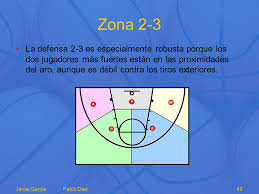 Zona 2-3
• La defensa 2-3 es especialmente robusta porque los
dos jugadores más fuertes están en las proximidades
del aro, aunque es débil contra los tiros exteriores.
Javier García
Pablo Díaz